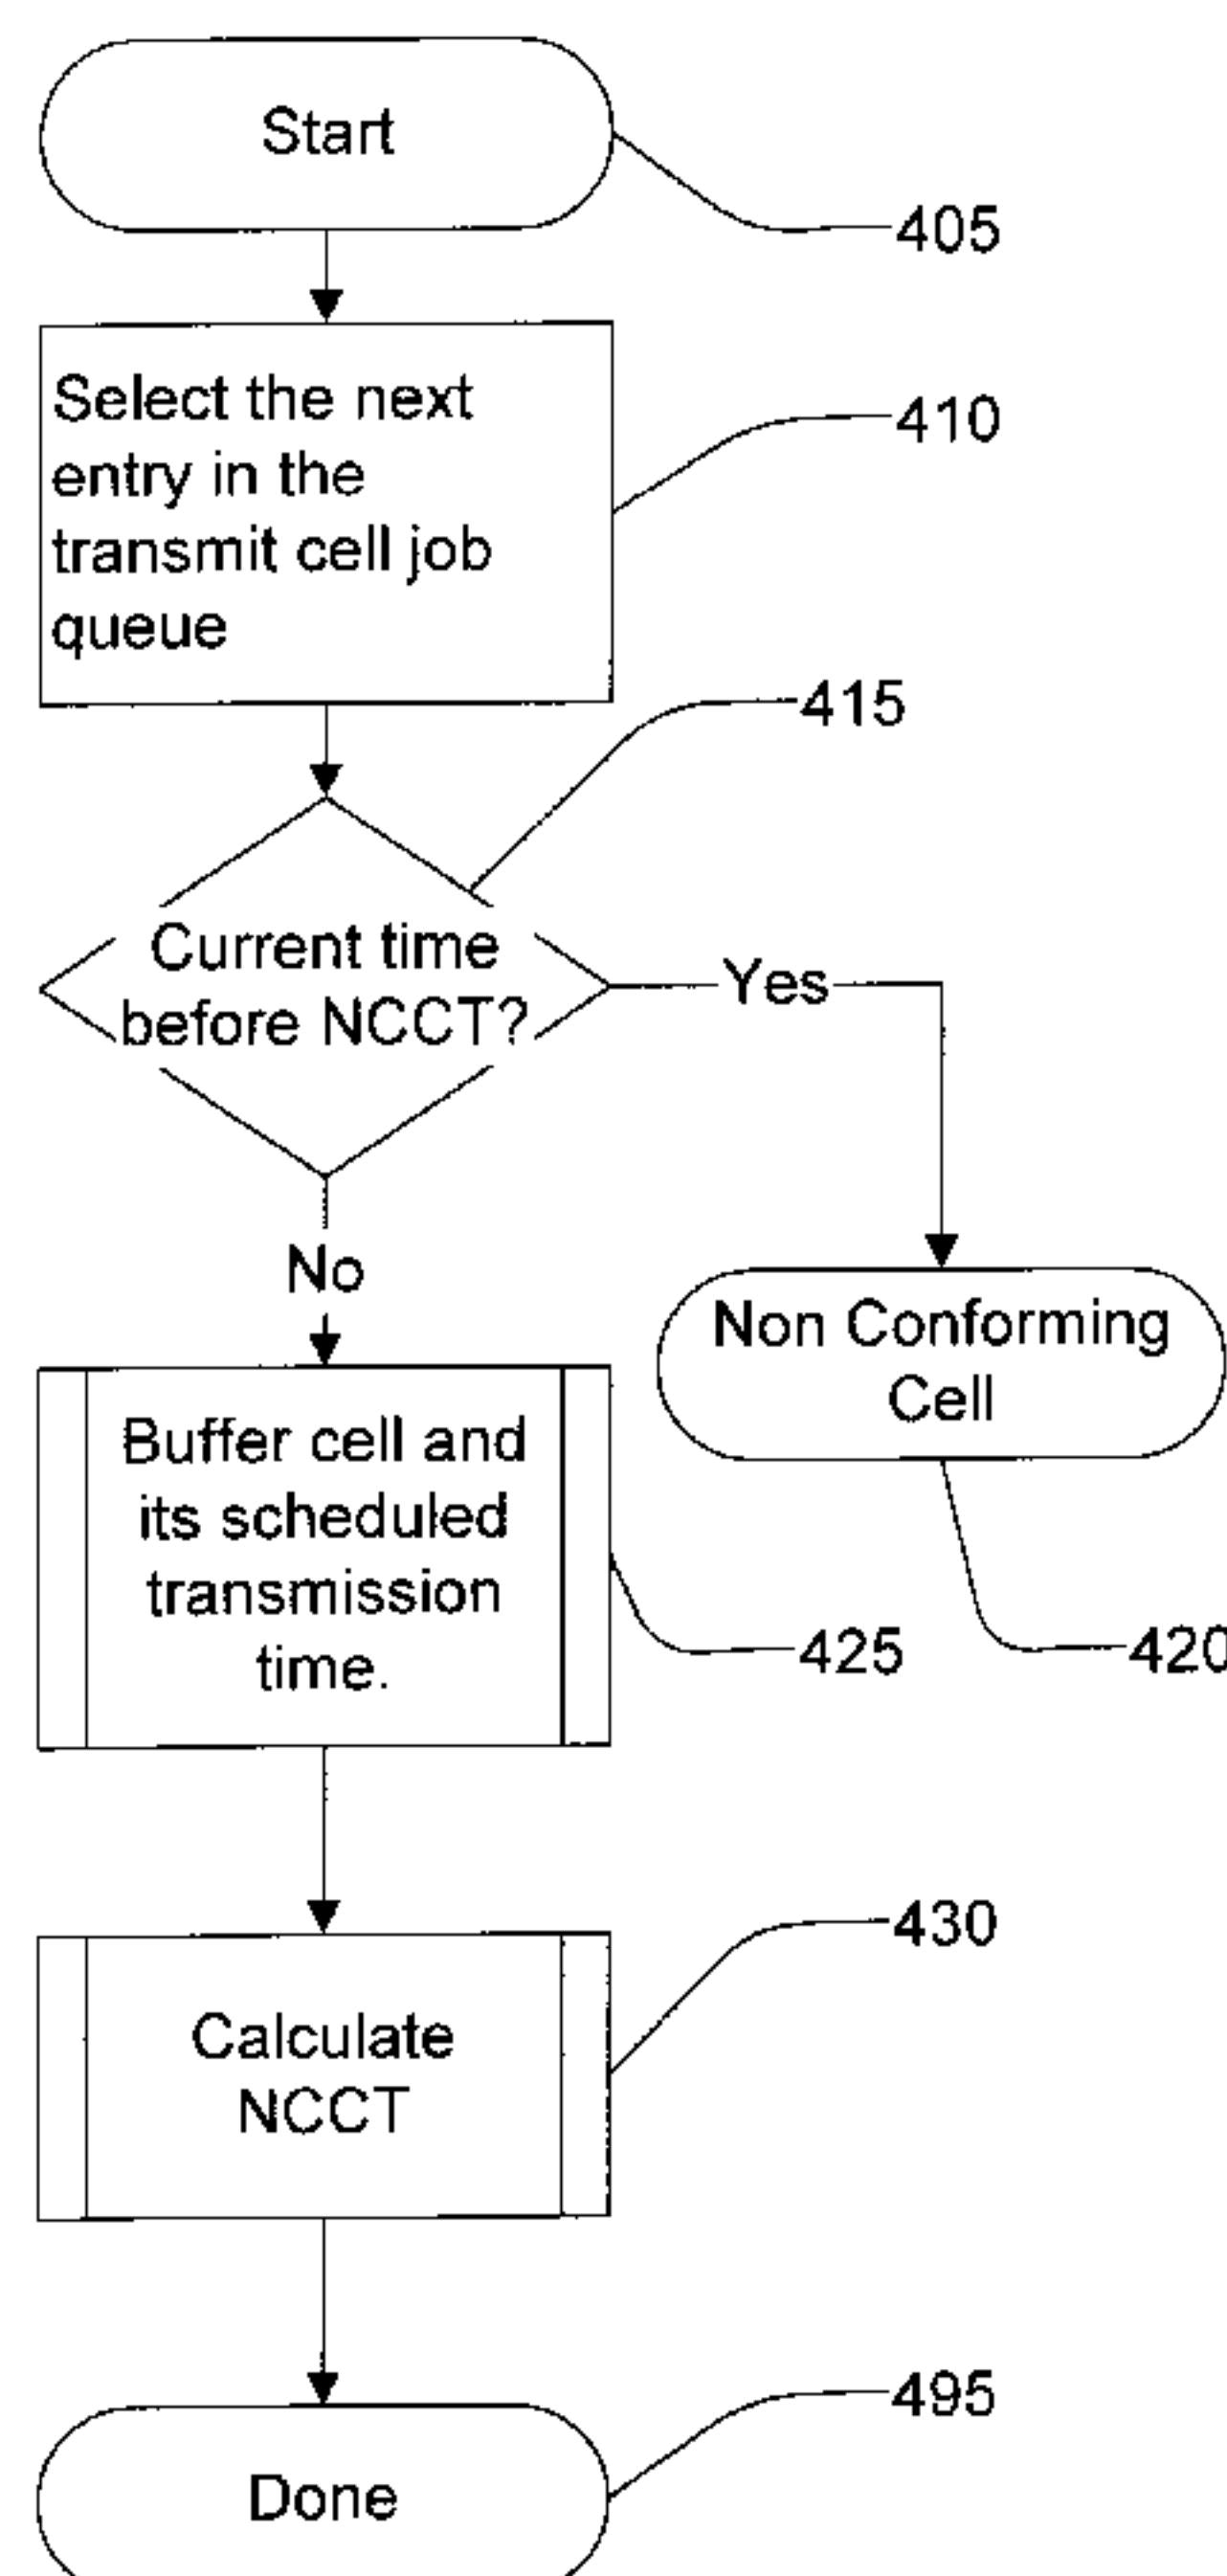 Start
405
Select the next
entry in the
transmit cell job
queue
410
415
Current time
before NCCT?
Yes
No
Non Conforming
Cell
Buffer cell and
its scheduled
transmission
time.
425
420
430
Calculate
NCCT
495
Done